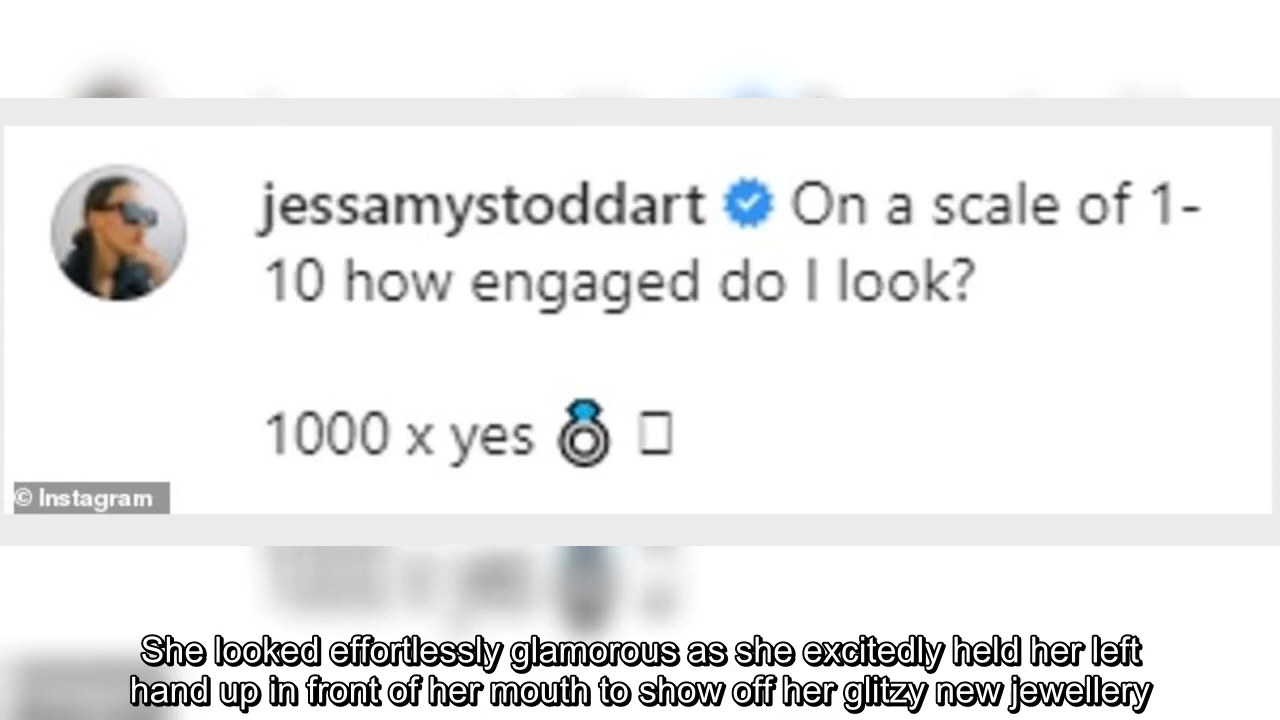 jessamystoddart On a scale of 1-
10 how engaged do I look?
1000 x yes 💍 □
© Instagram
She looked effortlessly glamorous as she excitedly held her left
hand up in front of her mouth to show off her glitzy new jewellery